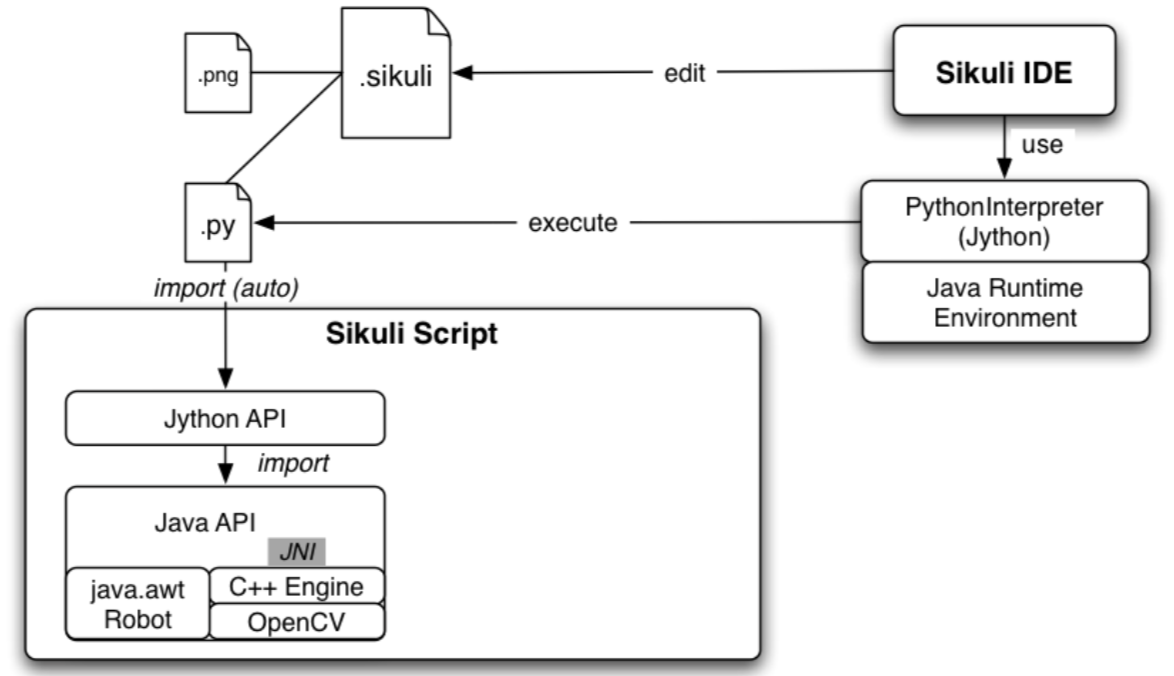 .png
.sikuli
edit
Sikuli IDE
use
.py
execute
PythonInterpreter
(Jython)
import (auto)
Java Runtime
Environment
Sikuli Script
Jython API
import
Java API
JNI
java.awt
Robot
C++ Engine
OpenCV